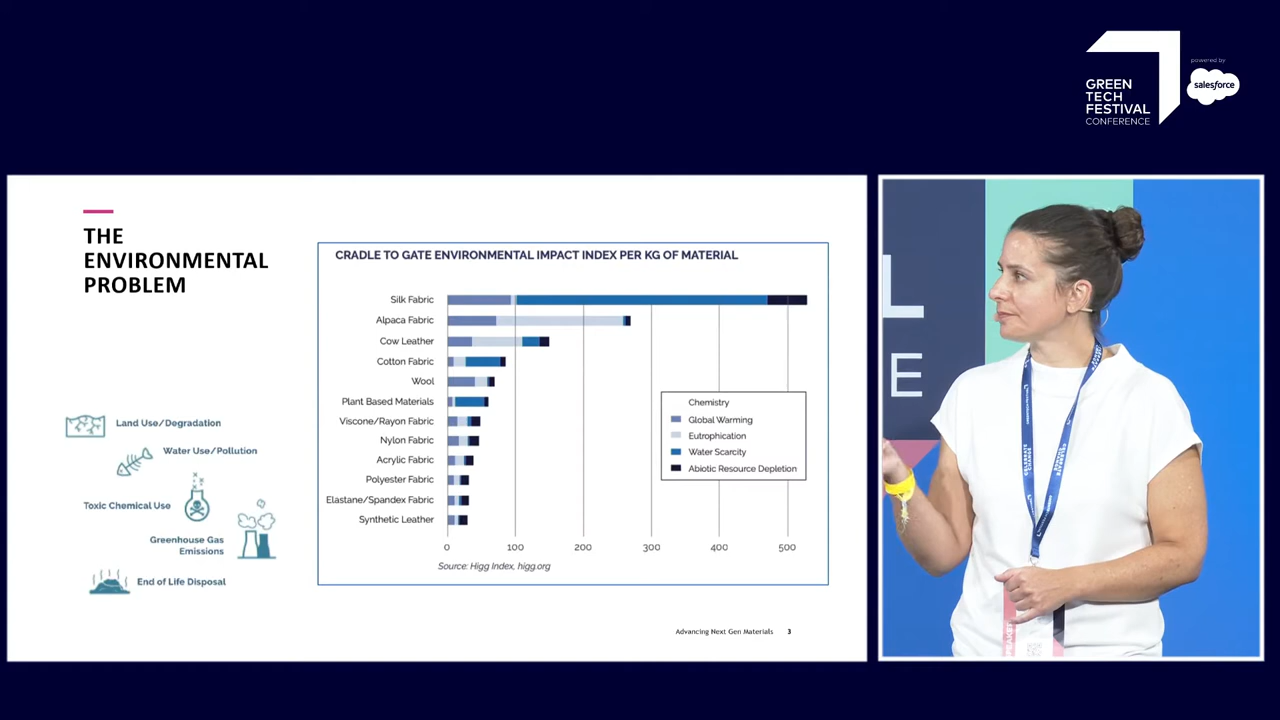 GREEN
TECH
FESTIVAL
CONFERENCE
powered by
salesforce
THE
ENVIRONMENTAL
PROBLEM
Land Use/Degradation
Water Use/Pollution
Toxic Chemical Use
Greenhouse Gas
Emissions
End of Life Disposal
CRADLE TO GATE ENVIRONMENTAL IMPACT INDEX PER KG OF MATERIAL
Silk Fabric
Alpaca Fabric
Cow Leather
Cotton Fabric
Wool
Plant Based Materials
Viscone/Rayon Fabric
Nylon Fabric
Acrylic Fabric
Polyester Fabric
Elastane/Spandex Fabric
Synthetic Leather
0 100 200 300 400 500
Chemistry
Global Warming
Eutrophication
Water Scarcity
Abiotic Resource Depletion
Source: Higg Index, higg.org
Advancing Next Gen Materials 3
L
E
CELEBRATE
CHANGE